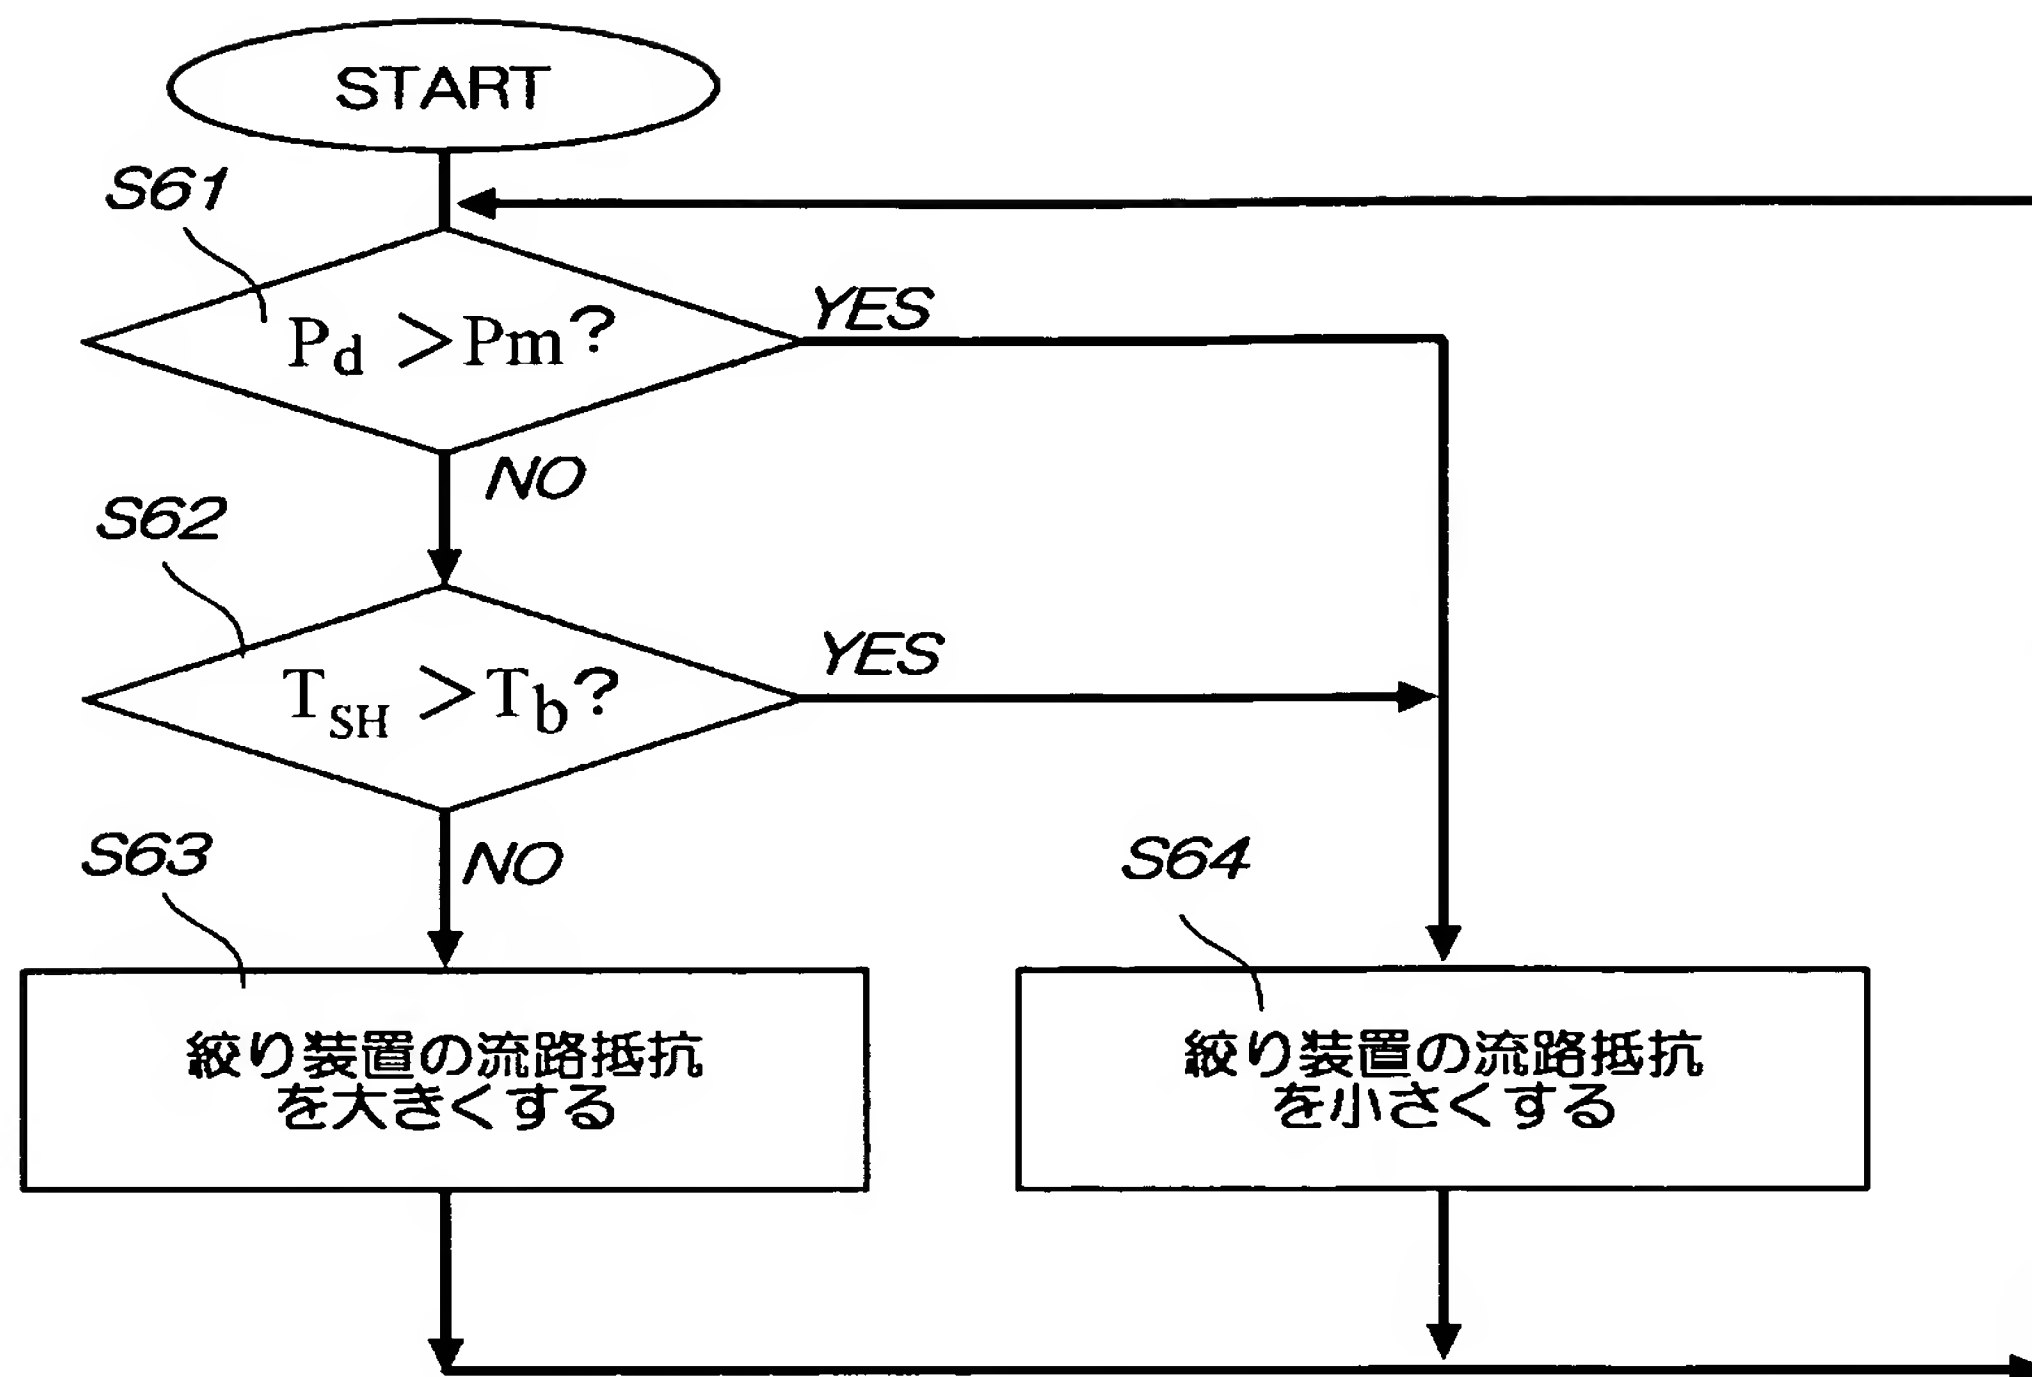 START
S61
Pd > Pm?
YES
NO
S62
TSH > Tb?
YES
NO
S63
絞り装置の流路抵抗
を大きくする
S64
絞り装置の流路抵抗
を小さくする